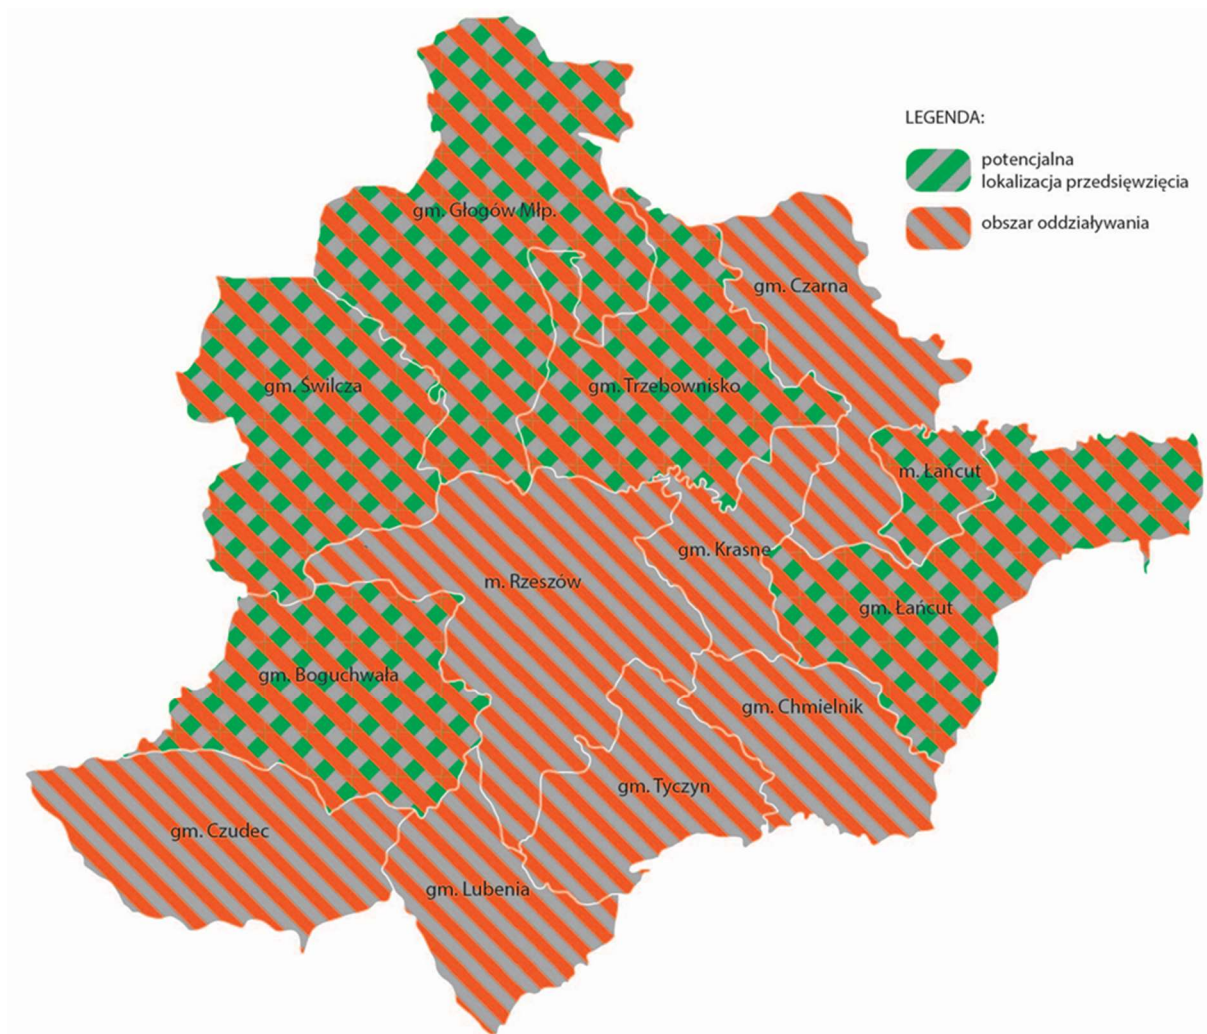 LEGENDA:
potencjalna
lokalizacja przedsięwzięcia
obszar oddziaływania
gm. Głogów Młp.
gm. Czarna
gm. Świlcza
gm. Trzebownisko
m. Łańcut
gm. Krasne
m. Rzeszów
gm. Łańcut
gm. Boguchwała
gm. Chmielnik
gm. Tyczyn
gm. Czudec
gm. Lubenia